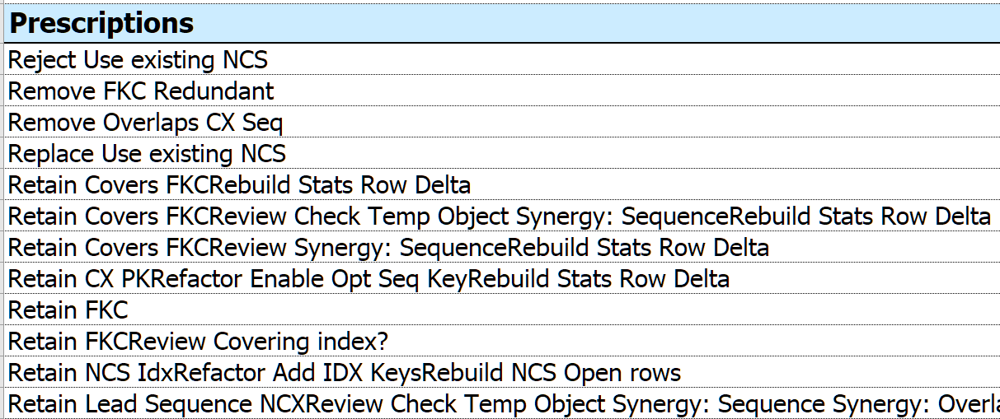 Prescriptions
Reject Use existing NCS
Remove FKC Redundant
Remove Overlaps CX Seq
Replace Use existing NCS
Retain Covers FKCRebuild Stats Row Delta
Retain Covers FKCReview Check Temp Object Synergy: SequenceRebuild Stats Row Delta
Retain Covers FKCReview Synergy: SequenceRebuild Stats Row Delta
Retain CX PKRefactor Enable Opt Seq KeyRebuild Stats Row Delta
Retain FKC
Retain FKCReview Covering index?
Retain NCS IdxRefactor Add IDX KeysRebuild NCS Open rows
Retain Lead Sequence NCXReview Check Temp Object Synergy: Sequence Synergy: